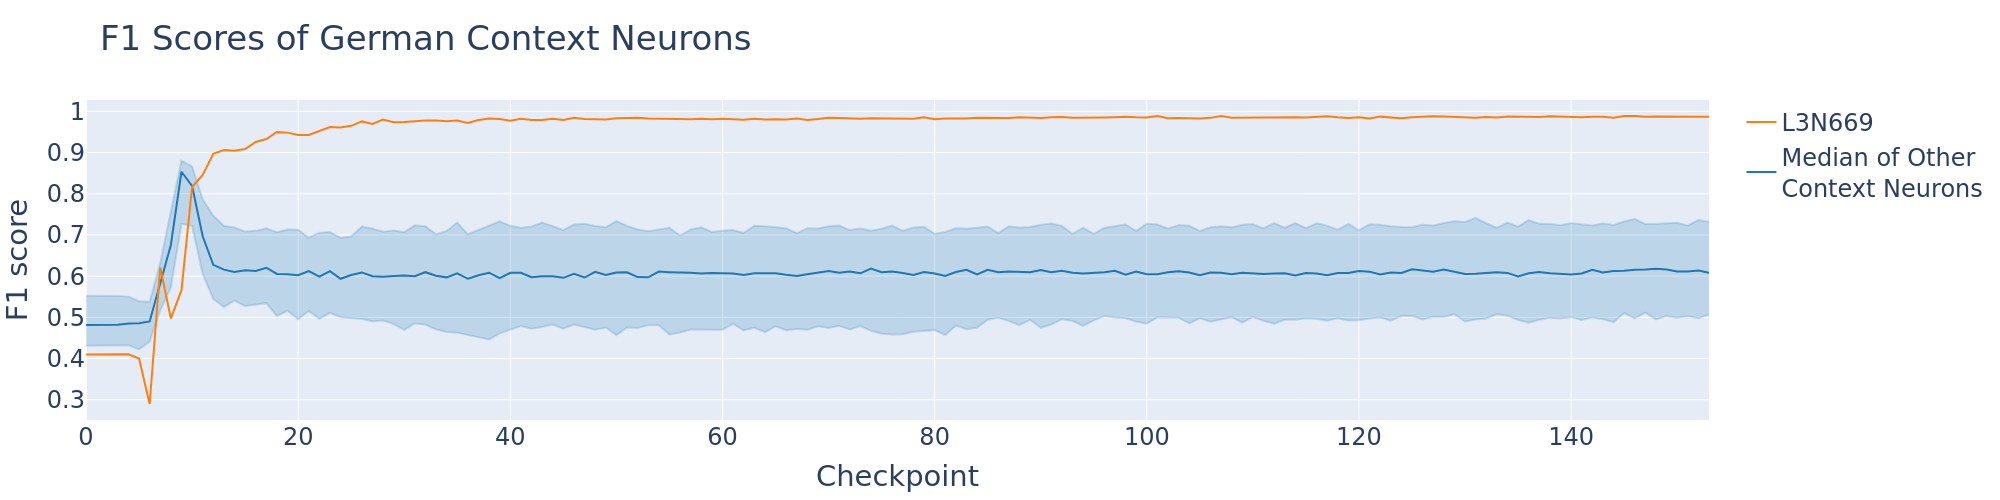 F1 Scores of German Context Neurons
F1 score
1
0.9
0.8
0.7
0.6
0.5
0.4
0.3
0
20
40
60
80
100
120
140
Checkpoint
L3N669
Median of Other
Context Neurons